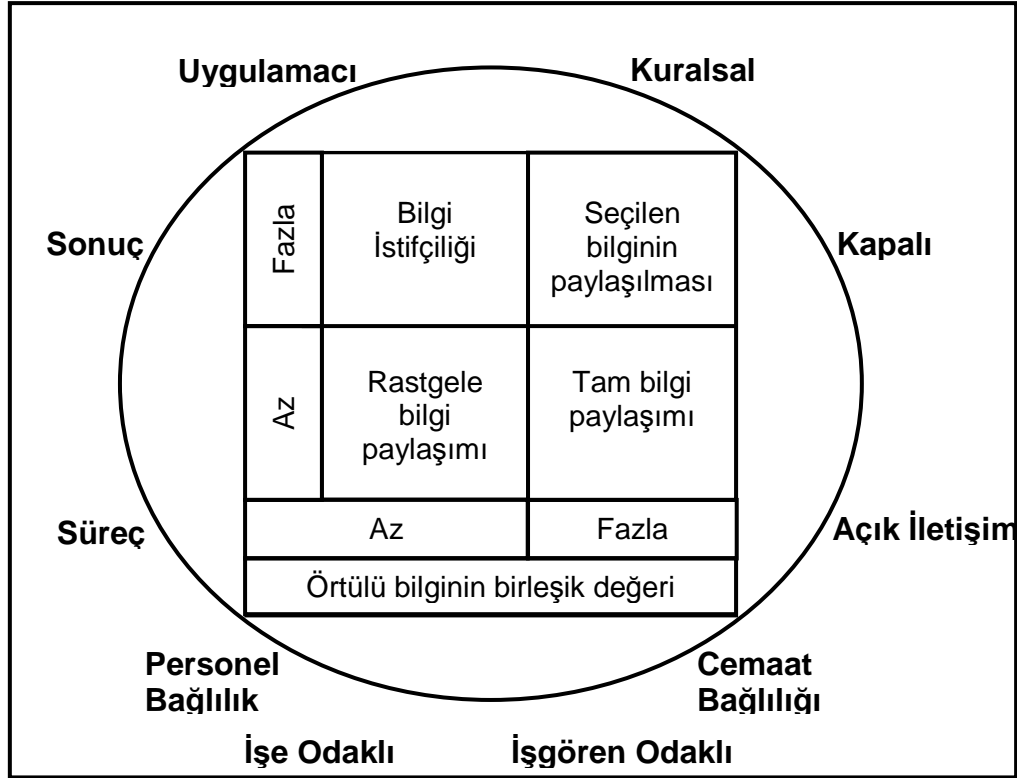 Uygulamacı
Kuralsal
Sonuç
Fazla
Bilgi
İstifçiliği
Seçilen
bilginin
paylaşılması
Kapalı
Az
Rastgele
bilgi
paylaşımı
Tam bilgi
paylaşımı
Süreç
Az
Fazla
Açık İletişim
Örtülü bilginin birleşik değeri
Personel
Bağlılık
Cemaat
Bağlılığı
İşe Odaklı
İşgören Odaklı